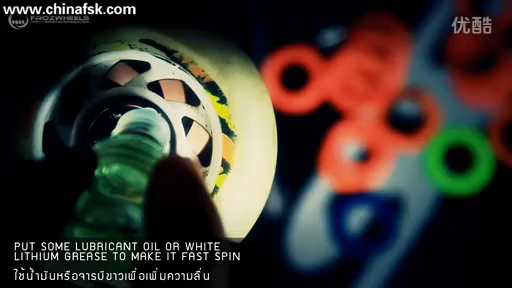 www.chinafsk.com
FROZWHEELS
优酷
PUT SOME LUBRICANT OIL OR WHITE
LITHIUM GREASE TO MAKE IT FAST SPIN
ใช้น้ำมันหรือจารบีขาวเพื่อเพิ่มความลื่น